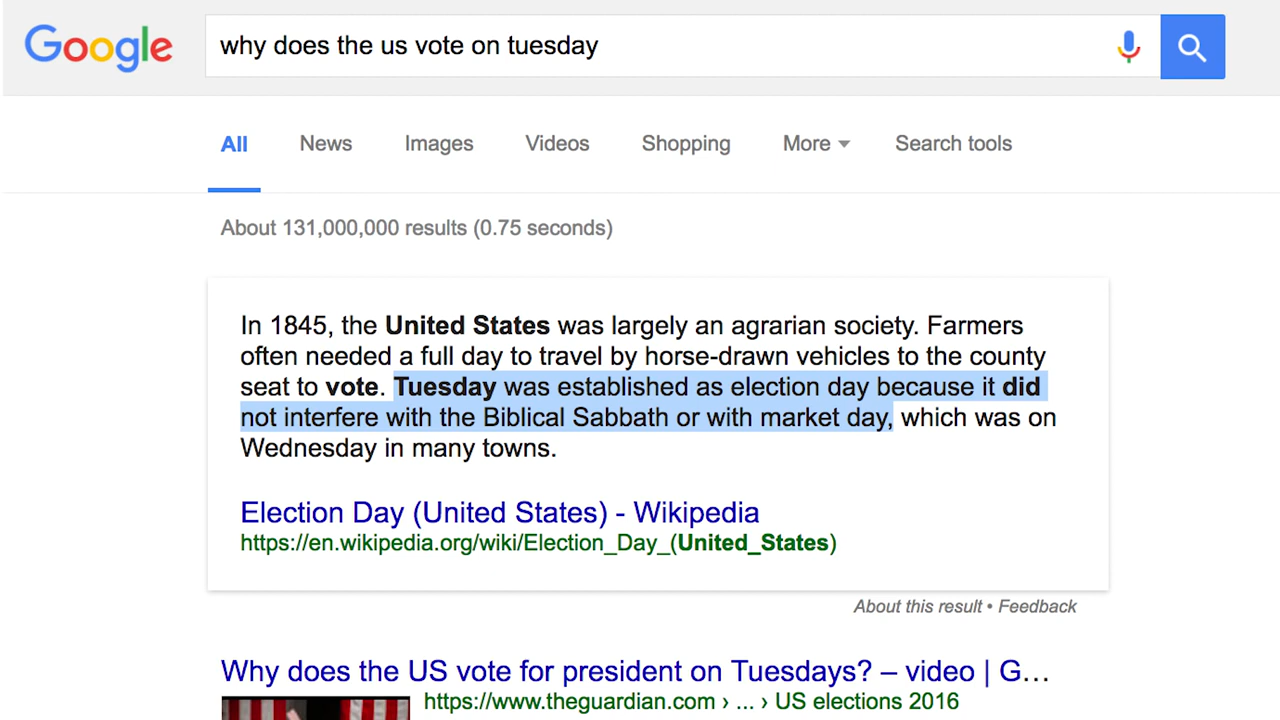 Google
why does the us vote on tuesday
All News Images Videos Shopping More Search tools
About 131,000,000 results (0.75 seconds)
In 1845, the United States was largely an agrarian society. Farmers
often needed a full day to travel by horse-drawn vehicles to the county
seat to vote. Tuesday was established as election day because it did
not interfere with the Biblical Sabbath or with market day, which was on
Wednesday in many towns.
Election Day (United States) - Wikipedia
https://en.wikipedia.org/wiki/Election_Day_(United_States)
About this result • Feedback
Why does the US vote for president on Tuesdays? – video | G...
https://www.theguardian.com › ... › US elections 2016